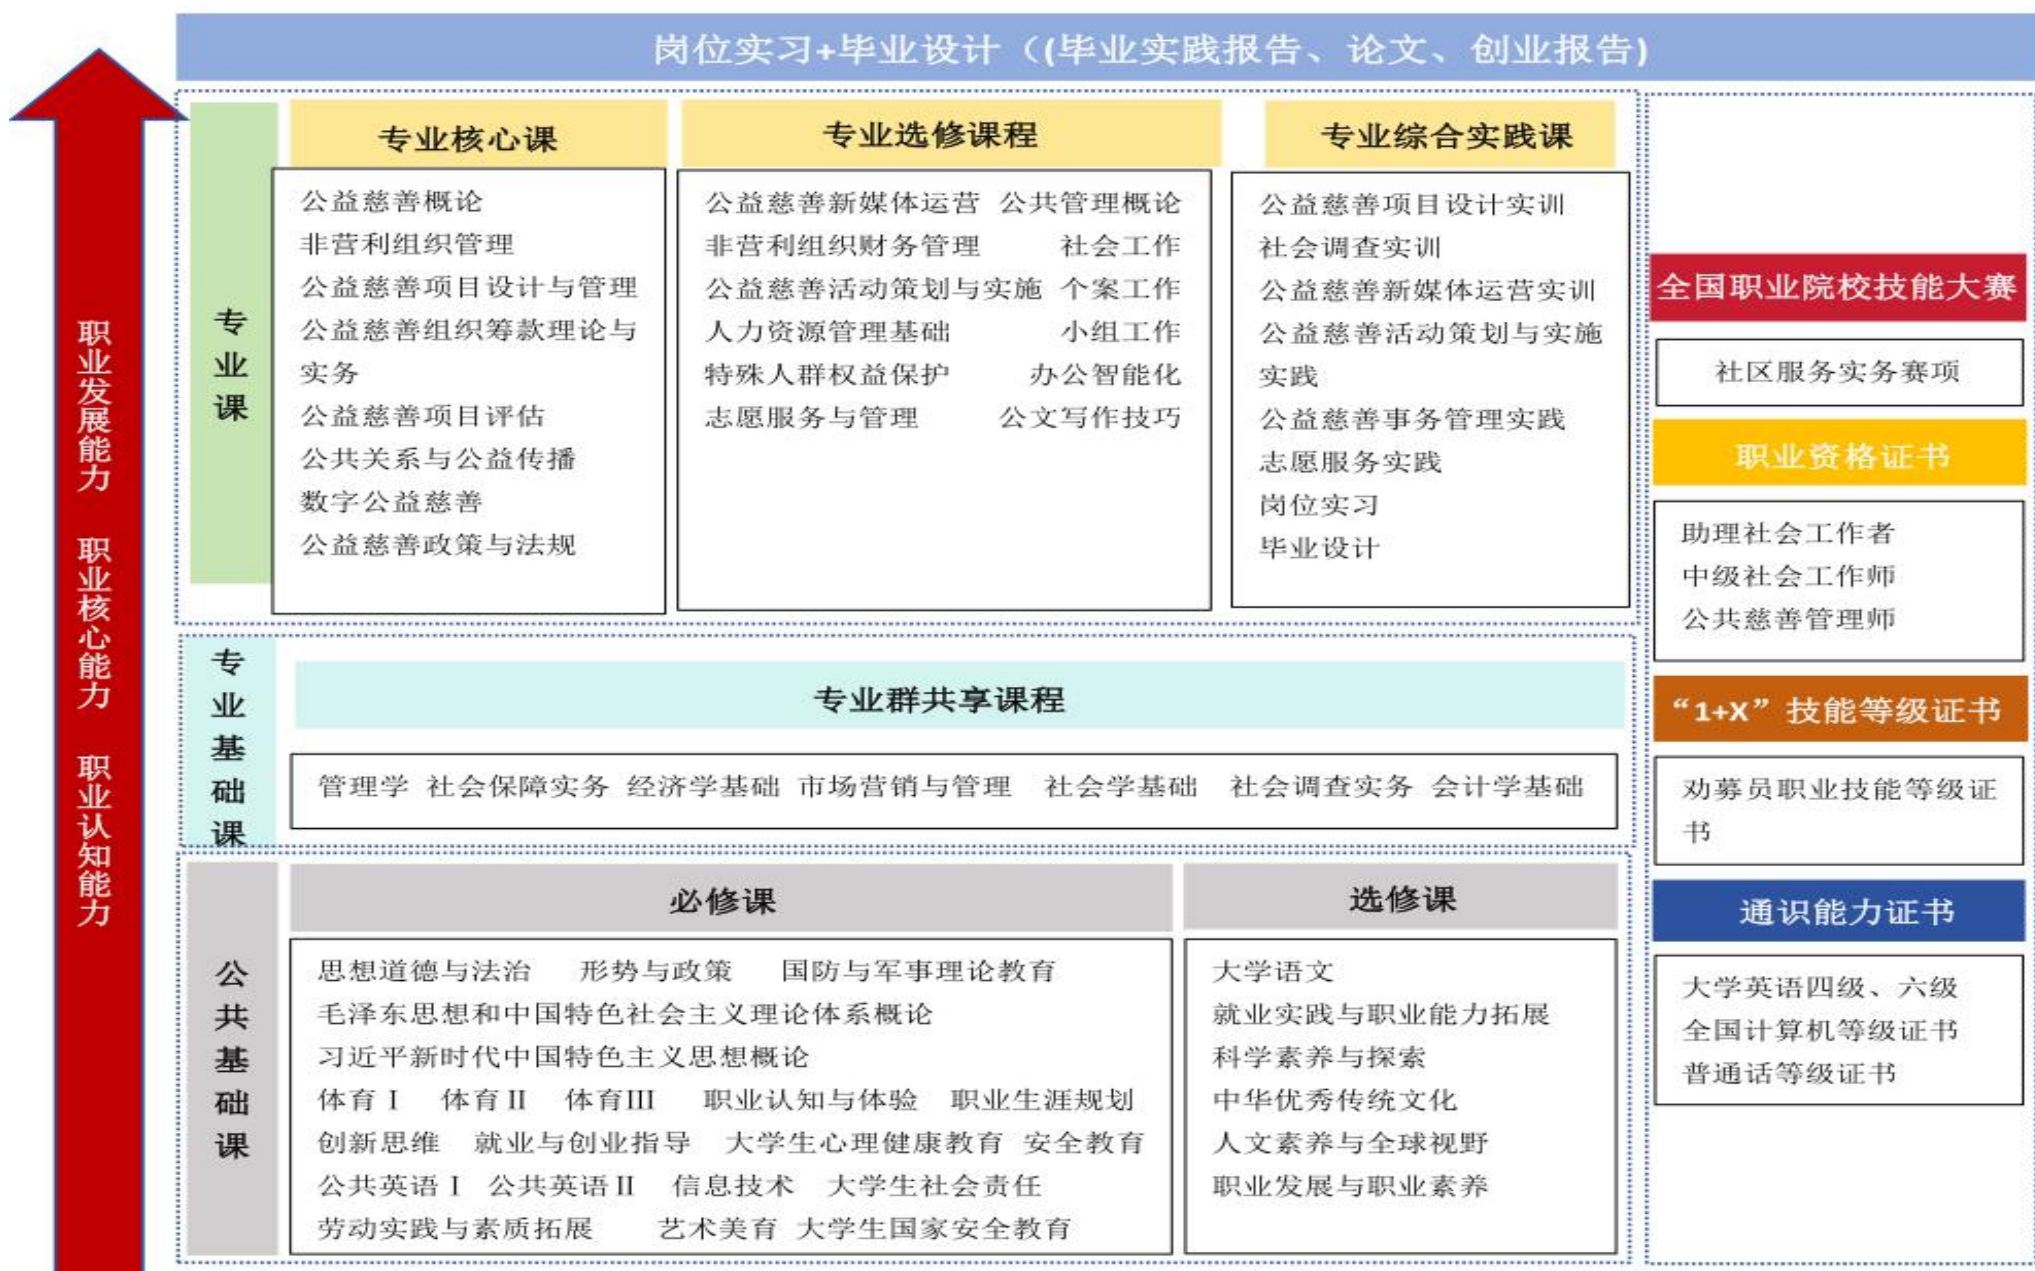 岗位实习+毕业设计（(毕业实践报告、论文、创业报告)
职业发展能力 职业核心能力 职业认知能力
专业课
专业核心课
公益慈善概论
非营利组织管理
公益慈善项目设计与管理
公益慈善组织筹款理论与
实务
公益慈善项目评估
公共关系与公益传播
数字公益慈善
公益慈善政策与法规
专业选修课程
公益慈善新媒体运营 公共管理概论
非营利组织财务管理 社会工作
公益慈善活动策划与实施 个案工作
人力资源管理基础 小组工作
特殊人群权益保护 办公智能化
志愿服务与管理 公文写作技巧
专业综合实践课
公益慈善项目设计实训
社会调查实训
公益慈善新媒体运营实训
公益慈善活动策划与实施
实践
公益慈善事务管理实践
志愿服务实践
岗位实习
毕业设计
专业基础课
专业群共享课程
管理学 社会保障实务 经济学基础 市场营销与管理 社会学基础 社会调查实务 会计学基础
公共基础课
必修课
思想道德与法治 形势与政策 国防与军事理论教育
毛泽东思想和中国特色社会主义理论体系概论
习近平新时代中国特色主义思想概论
体育Ⅰ 体育Ⅱ 体育Ⅲ 职业认知与体验 职业生涯规划
创新思维 就业与创业指导 大学生心理健康教育 安全教育
公共英语Ⅰ 公共英语Ⅱ 信息技术 大学生社会责任
劳动实践与素质拓展 艺术美育 大学生国家安全教育
选修课
大学语文
就业实践与职业能力拓展
科学素养与探索
中华优秀传统文化
人文素养与全球视野
职业发展与职业素养
全国职业院校技能大赛
社区服务实务赛项
职业资格证书
助理社会工作者
中级社会工作师
公共慈善管理师
“1+X”技能等级证书
劝募员职业技能等级证
书
通识能力证书
大学英语四级、六级
全国计算机等级证书
普通话等级证书